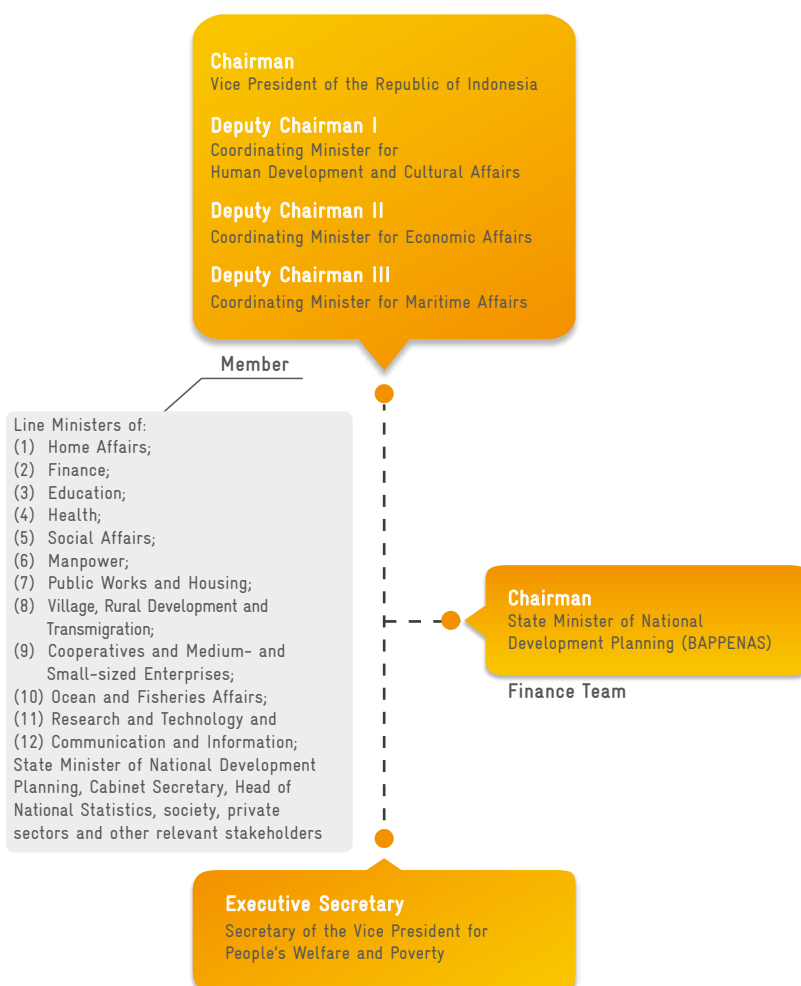 Chairman
Vice President of the Republic of Indonesia
Deputy Chairman I
Coordinating Minister for
Human Development and Cultural Affairs
Deputy Chairman II
Coordinating Minister for Economic Affairs
Deputy Chairman III
Coordinating Minister for Maritime Affairs
Member
Line Ministers of:
(1) Home Affairs;
(2) Finance;
(3) Education;
(4) Health;
(5) Social Affairs;
(6) Manpower;
(7) Public Works and Housing;
(8) Village, Rural Development and
Transmigration;
(9) Cooperatives and Medium- and
Small-sized Enterprises;
(10) Ocean and Fisheries Affairs;
(11) Research and Technology and
(12) Communication and Information;
State Minister of National Development
Planning, Cabinet Secretary, Head of
National Statistics, society, private
sectors and other relevant stakeholders
Chairman
State Minister of National
Development Planning (BAPPENAS)
Finance Team
Executive Secretary
Secretary of the Vice President for
People's Welfare and Poverty